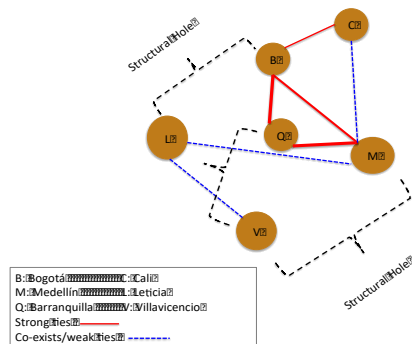 Structural Hole
C
B
Q
L
M
V
Structural Hole
B: Bogotá C: Cali
M: Medellín L: Leticia
Q: Barranquilla V: Villavicencio
Strong ties
Co-exists/weak ties